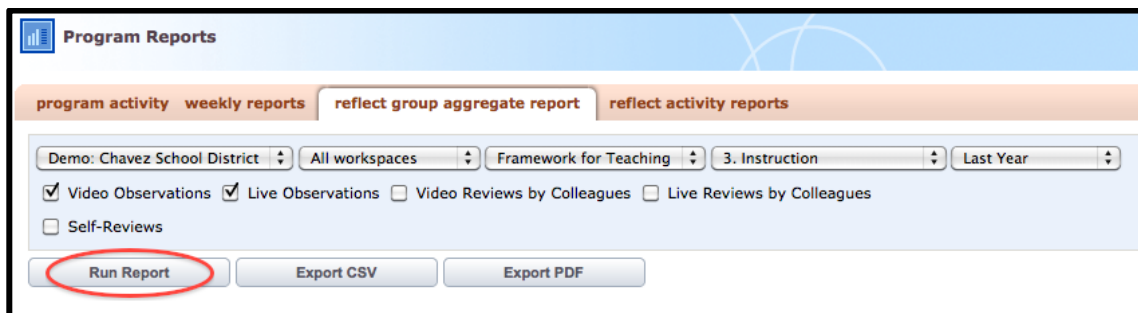 Program Reports
program activity weekly reports reflect group aggregate report reflect activity reports
Demo: Chavez School District All workspaces Framework for Teaching 3. Instruction Last Year
Video Observations Live Observations Video Reviews by Colleagues Live Reviews by Colleagues
Self-Reviews
Run Report Export CSV Export PDF